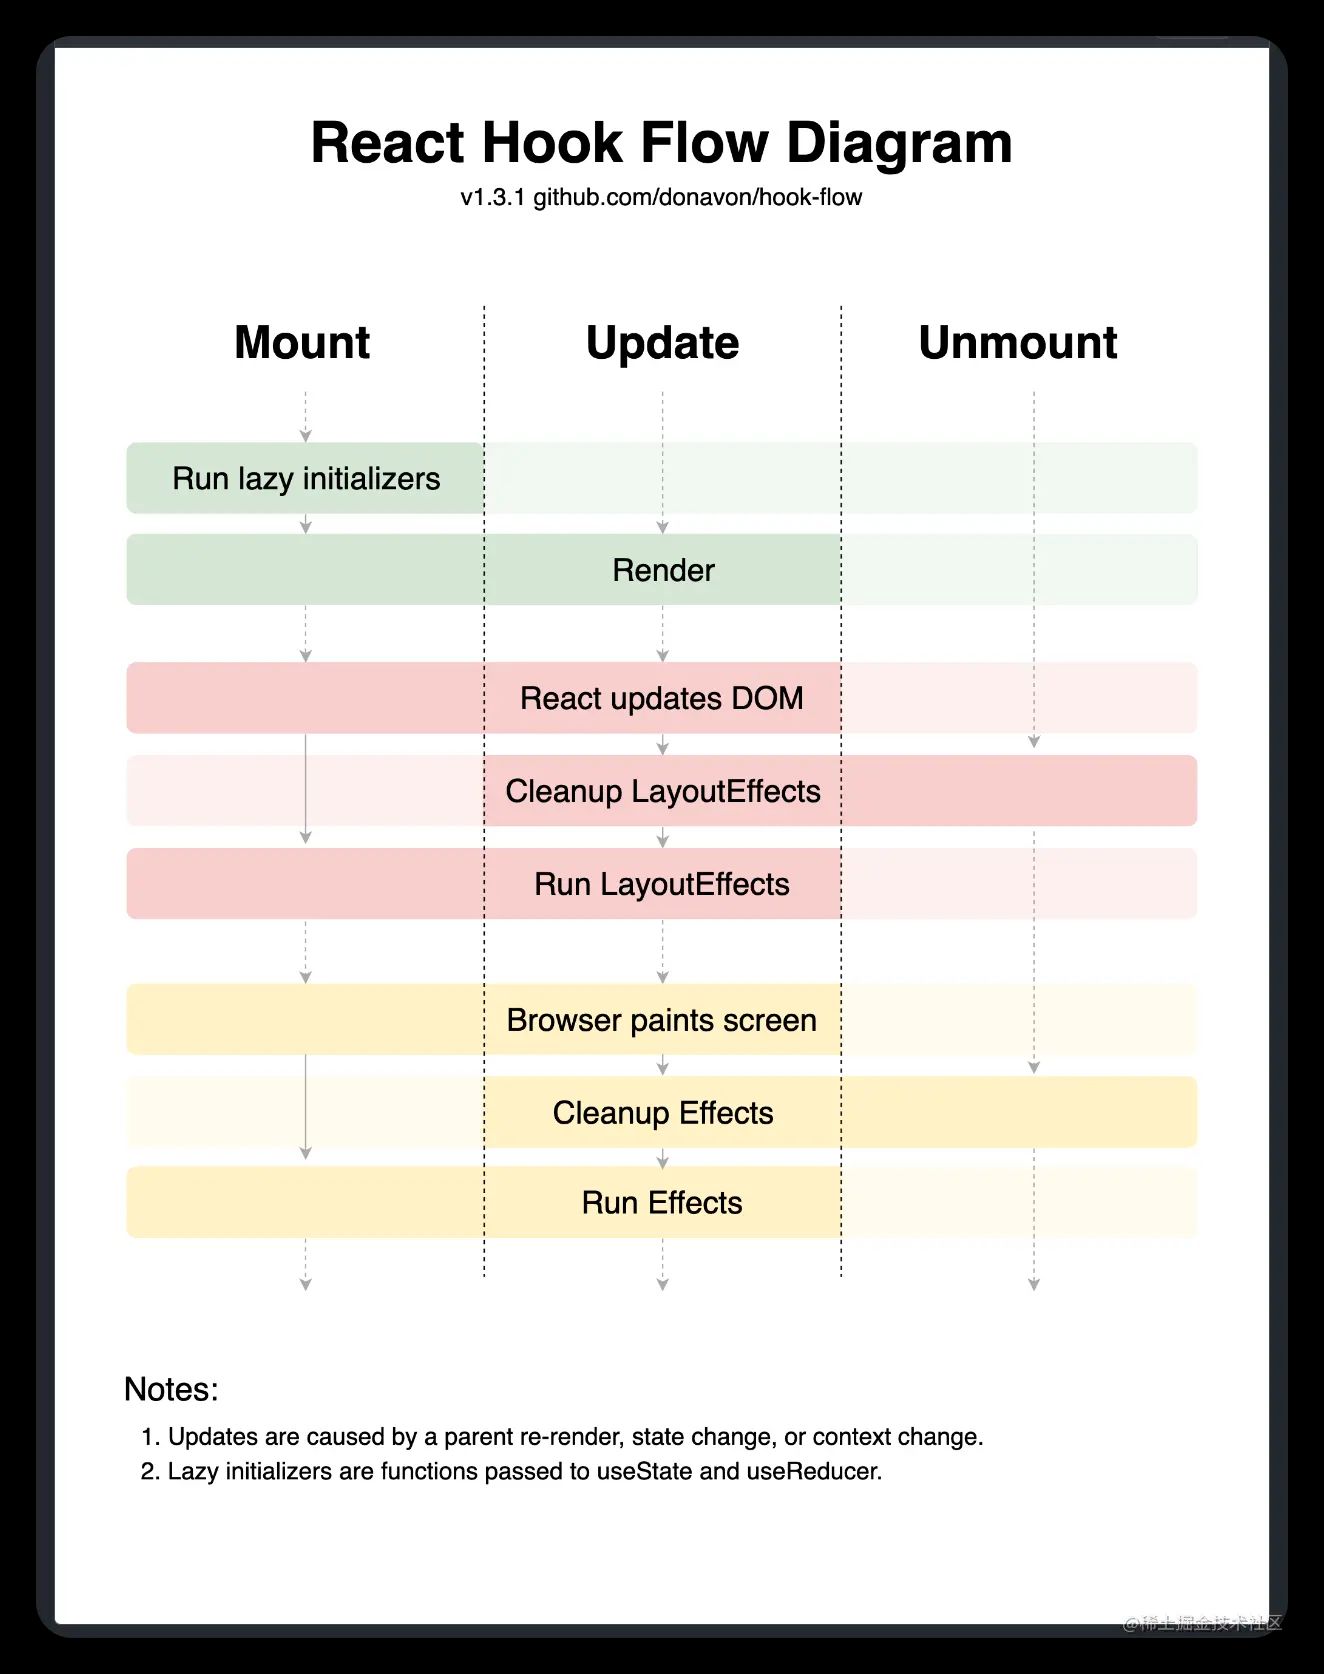 React Hook Flow Diagram
v1.3.1 github.com/donavon/hook-flow
Mount
Update
Unmount
Run lazy initializers
Render
React updates DOM
Cleanup LayoutEffects
Run LayoutEffects
Browser paints screen
Cleanup Effects
Run Effects
Notes:
1. Updates are caused by a parent re-render, state change, or context change.
2. Lazy initializers are functions passed to useState and useReducer.
@稀土掘金技术社区